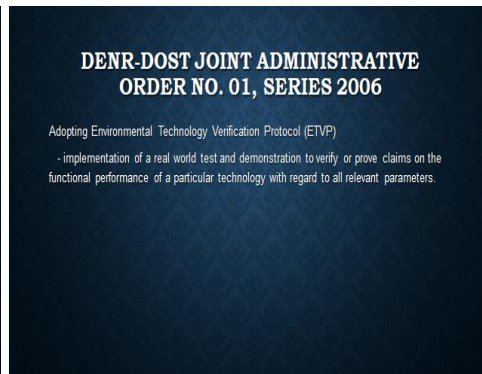 DENR-DOST JOINT ADMINISTRATIVE
ORDER NO. 01, SERIES 2006
Adopting Environmental Technology Verification Protocol (ETVP)
- implementation of a real world test and demonstration to verify or prove claims on the
functional performance of a particular technology with regard to all relevant parameters.